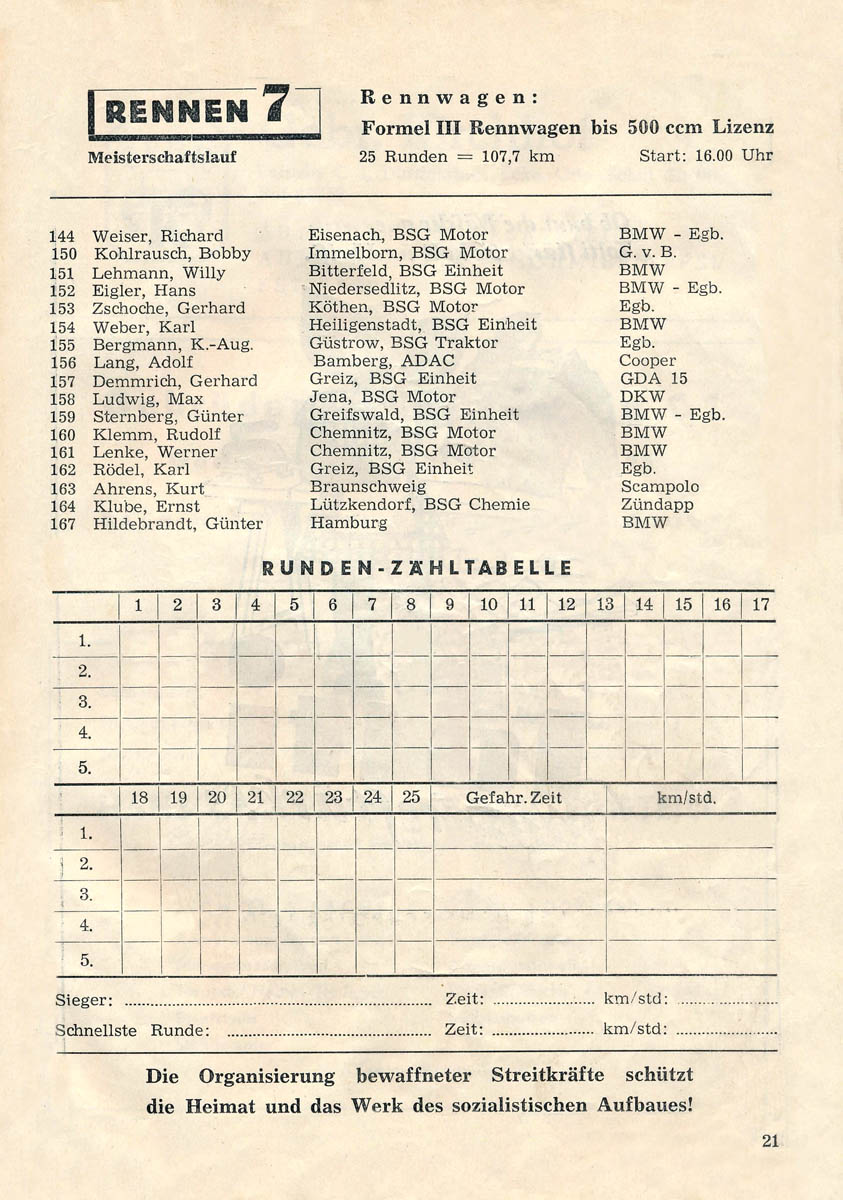 RENNEN 7
Meisterschaftslauf
Rennwagen:
Formel III Rennwagen bis 500 ccm Lizenz
25 Runden = 107,7 km Start: 16.00 Uhr
144 Weiser, Richard Eisenach, BSG Motor BMW - Egb.
150 Kohlrausch, Bobby Immelborn, BSG Motor G. v. B.
151 Lehmann, Willy Bitterfeld, BSG Einheit BMW
152 Eigler, Hans Niedersedlitz, BSG Motor BMW - Egb.
153 Zschoche, Gerhard Köthen, BSG Motor Egb.
154 Weber, Karl Heiligenstadt, BSG Einheit BMW
155 Bergmann, K.-Aug. Güstrow, BSG Traktor Egb.
156 Lang, Adolf Bamberg, ADAC Cooper
157 Demmrich, Gerhard Greiz, BSG Einheit GDA 15
158 Ludwig, Max Jena, BSG Motor DKW
159 Sternberg, Günter Greifswald, BSG Einheit BMW - Egb.
160 Klemm, Rudolf Chemnitz, BSG Motor BMW
161 Lenke, Werner Chemnitz, BSG Motor BMW
162 Rödel, Karl Greiz, BSG Einheit Egb.
163 Ahrens, Kurt Braunschweig Scampolo
164 Klube, Ernst Lützkendorf, BSG Chemie Zündapp
167 Hildebrandt, Günter Hamburg BMW
RUNDEN-ZÄHLTABELLE
1 2 3 4 5 6 7 8 9 10 11 12 13 14 15 16 17
1.
2.
3.
4.
5.
18 19 20 21 22 23 24 25 Gefahr. Zeit km/std.
1.
2.
3.
4.
5.
Sieger: ........................ Zeit: ............ km/std: ............
Schnellste Runde: ........................ Zeit: ............ km/std: ............
Die Organisierung bewaffneter Streitkräfte schützt
die Heimat und das Werk des sozialistischen Aufbaues!
21